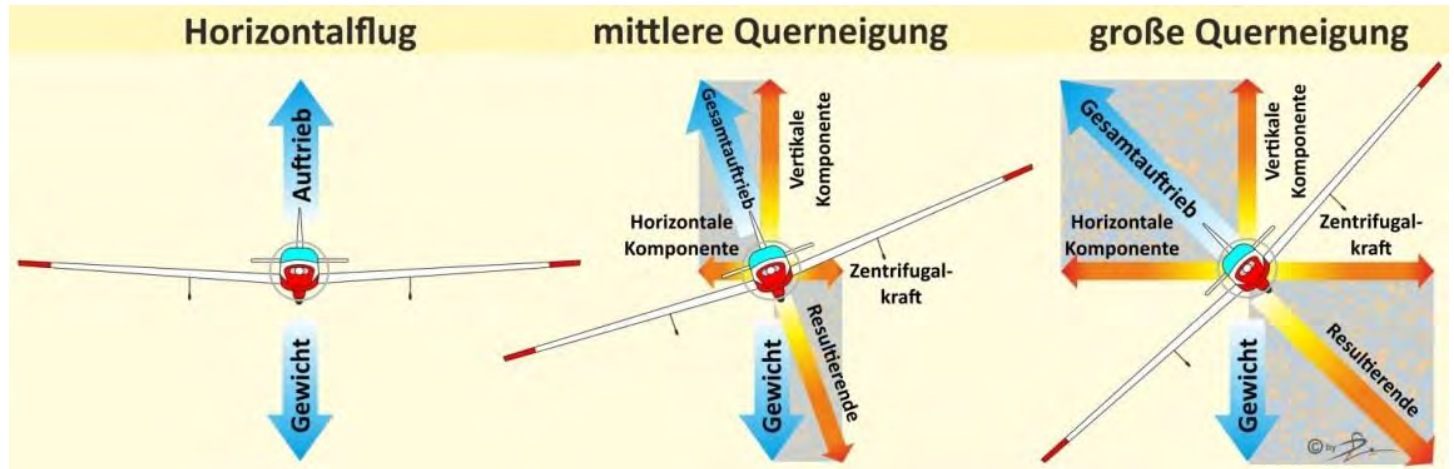 Horizontalflug
Auftrieb
Gewicht
mittlere Querneigung
Gesamtauftrieb
Vertikale
Komponente
Horizontale
Komponente
Zentrifugal-
kraft
Gewicht
Resultierende
große Querneigung
Gesamtauftrieb
Vertikale
Komponente
Horizontale
Komponente
Zentrifugal-
kraft
Gewicht
Resultierende
© by